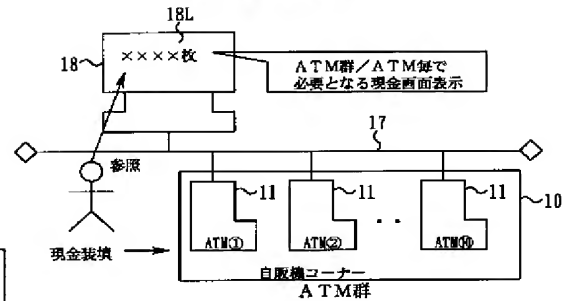 18L
××××枚
18
ATM群/ATM毎で
必要となる現金画面表示
17
参照
11
11
11
10
現金装填
ATM①
ATM②
・・
自販機コーナー
ATM群